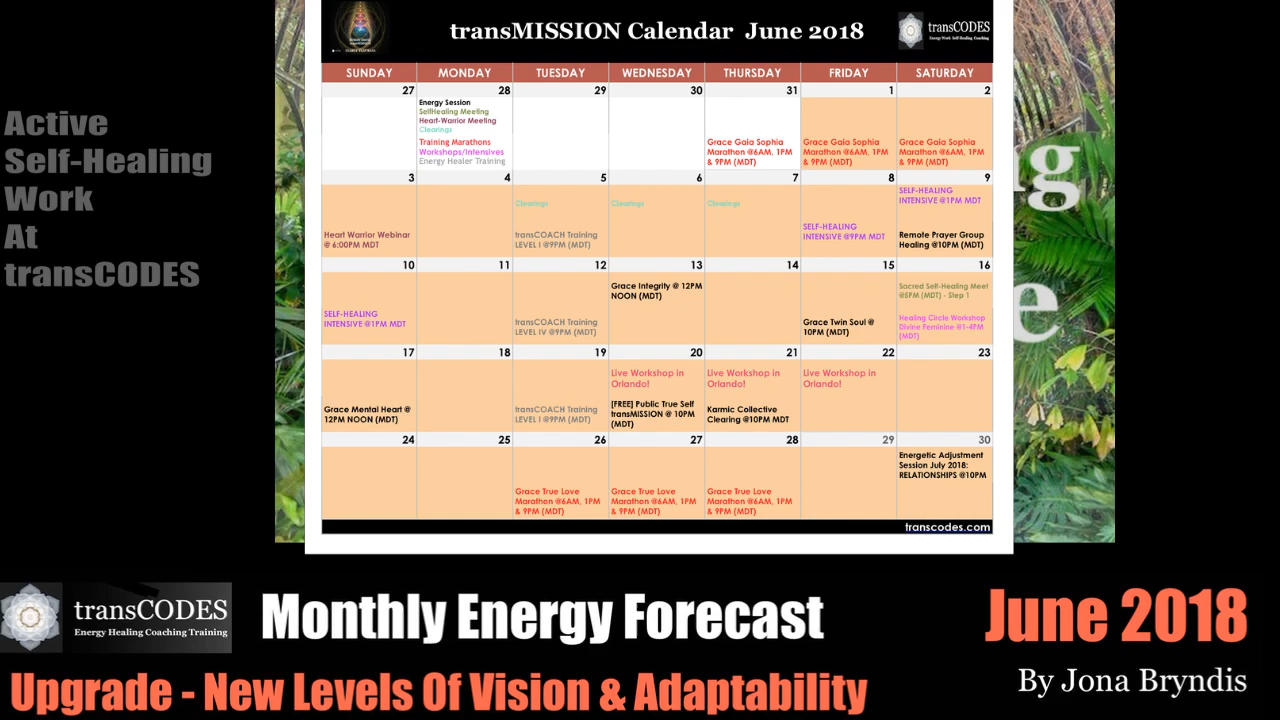 transMISSION Calendar June 2018
transCODES
Energy Work Self-Healing Coaching
SUNDAY MONDAY TUESDAY WEDNESDAY THURSDAY FRIDAY SATURDAY
27 28 29 30 31 1 2
Energy Session
SelfHealing Meeting
Heart-Warrior Meeting
Clearings
Training Marathons
Workshops/Intensives
Energy Healer Training
Grace Gaia Sophia
Marathon @6AM, 1PM
& 9PM (MDT)
Grace Gaia Sophia
Marathon @6AM, 1PM
& 9PM (MDT)
Grace Gaia Sophia
Marathon @6AM, 1PM
& 9PM (MDT)
3 4 5 6 7 8 9
Heart Warrior Webinar
@ 6:00PM MDT
Clearings
transCOACH Training
LEVEL I @9PM (MDT)
Clearings
Clearings
SELF-HEALING
INTENSIVE @9PM MDT
SELF-HEALING
INTENSIVE @1PM MDT
Remote Prayer Group
Healing @10PM (MDT)
10 11 12 13 14 15 16
SELF-HEALING
INTENSIVE @1PM MDT
transCOACH Training
LEVEL IV @9PM (MDT)
Grace Integrity @ 12PM
NOON (MDT)
Grace Twin Soul @
10PM (MDT)
Sacred Self-Healing Meet
@5PM (MDT) - Step 1
Healing Circle Workshop
Divine Feminine @1-4PM
(MDT)
17 18 19 20 21 22 23
Grace Mental Heart @
12PM NOON (MDT)
transCOACH Training
LEVEL I @9PM (MDT)
Live Workshop in
Orlando!
[FREE] Public True Self
transMISSION @ 10PM
(MDT)
Live Workshop in
Orlando!
Karmic Collective
Clearing @10PM MDT
Live Workshop in
Orlando!
24 25 26 27 28 29 30
Grace True Love
Marathon @6AM, 1PM
& 9PM (MDT)
Grace True Love
Marathon @6AM, 1PM
& 9PM (MDT)
Grace True Love
Marathon @6AM, 1PM
& 9PM (MDT)
Energetic Adjustment
Session July 2018:
RELATIONSHIPS @10PM
transcodes.com
Active
Self-Healing
Work
At
transCODES
g
e
transCODES
Energy Healing Coaching Training
Monthly Energy Forecast
June 2018
By Jona Bryndis
Upgrade - New Levels Of Vision & Adaptability